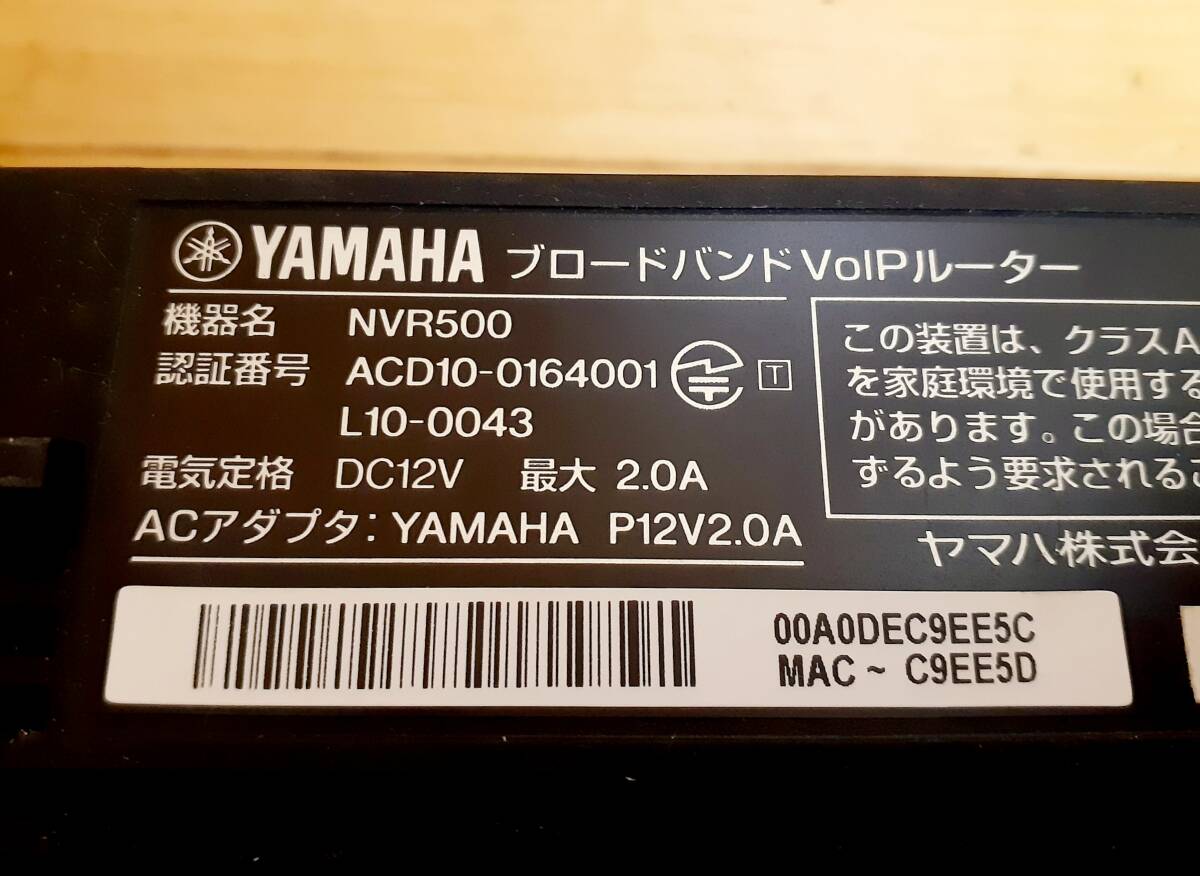 YAMAHA ブロードバンドVoIPルーター
機器名 NVR500
認証番号 ACD10-0164001 T
L10-0043
電気定格 DC12V 最大 2.0A
ACアダプタ: YAMAHA P12V2.0A
この装置は、クラスA
を家庭環境で使用する
があります。この場合
ずるよう要求されるこ
ヤマハ株式会
00A0DEC9EE5C
MAC ~ C9EE5D